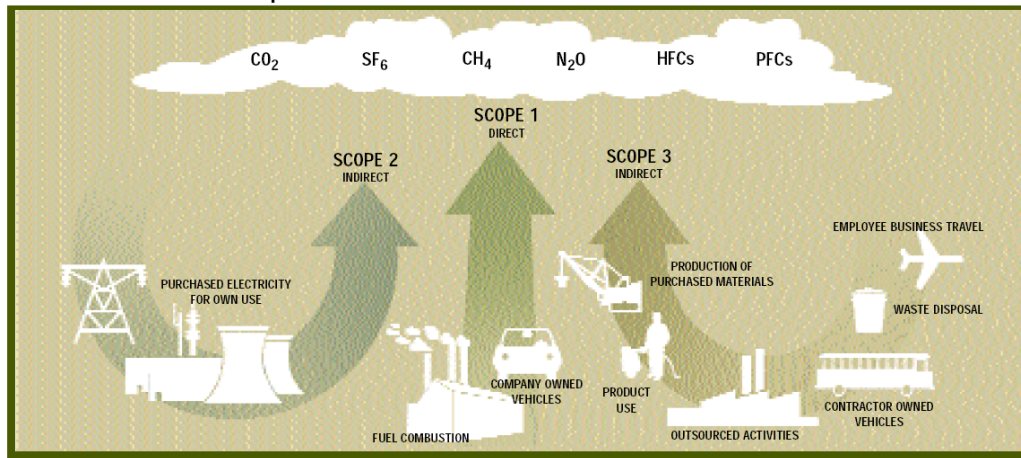 CO₂ SF₆ CH₄ N₂O HFCs PFCs
SCOPE 1
DIRECT
SCOPE 2
INDIRECT
SCOPE 3
INDIRECT
EMPLOYEE BUSINESS TRAVEL
PURCHASED ELECTRICITY
FOR OWN USE
PRODUCTION OF
PURCHASED MATERIALS
WASTE DISPOSAL
COMPANY OWNED
VEHICLES
PRODUCT
USE
CONTRACTOR OWNED
VEHICLES
FUEL COMBUSTION
OUTSOURCED ACTIVITIES